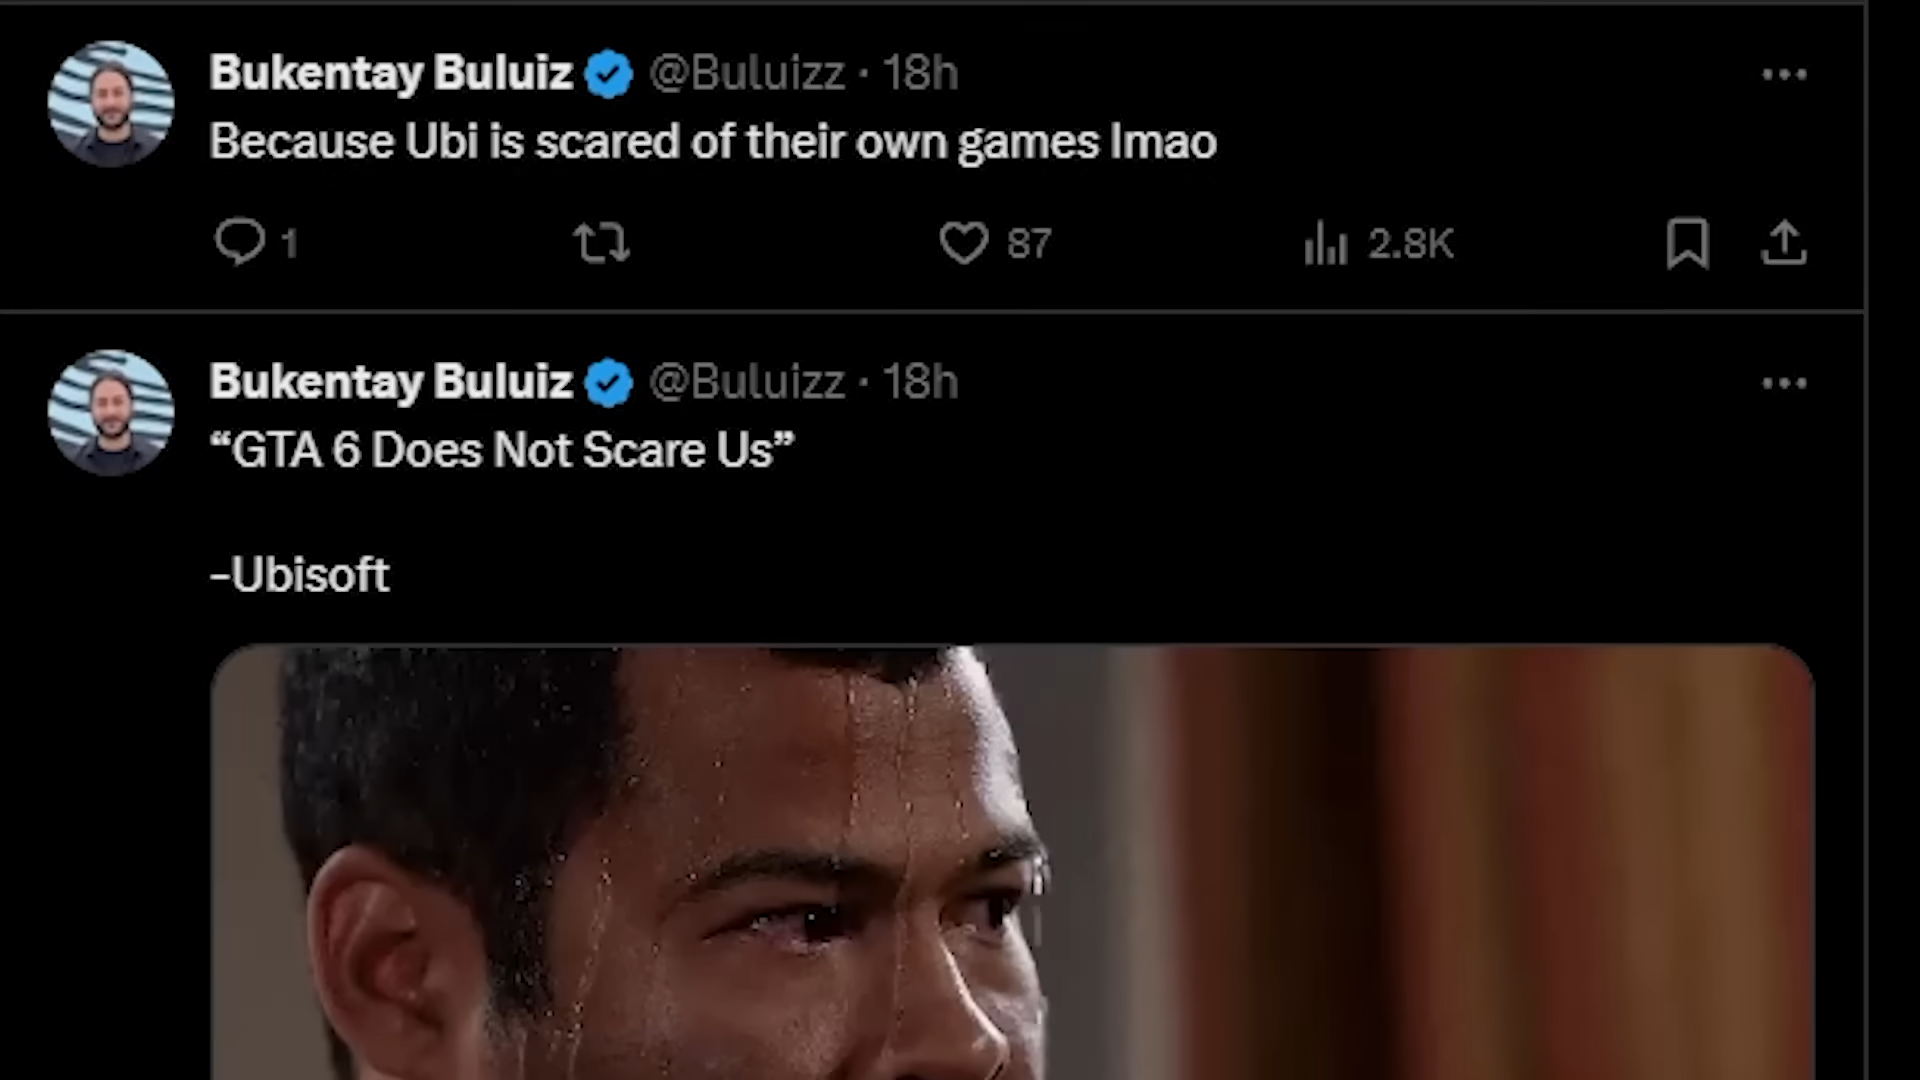 Bukentay Buluiz @Buluizz · 18h
Because Ubi is scared of their own games lmao
1 87 2.8K
Bukentay Buluiz @Buluizz · 18h
“GTA 6 Does Not Scare Us”
-Ubisoft